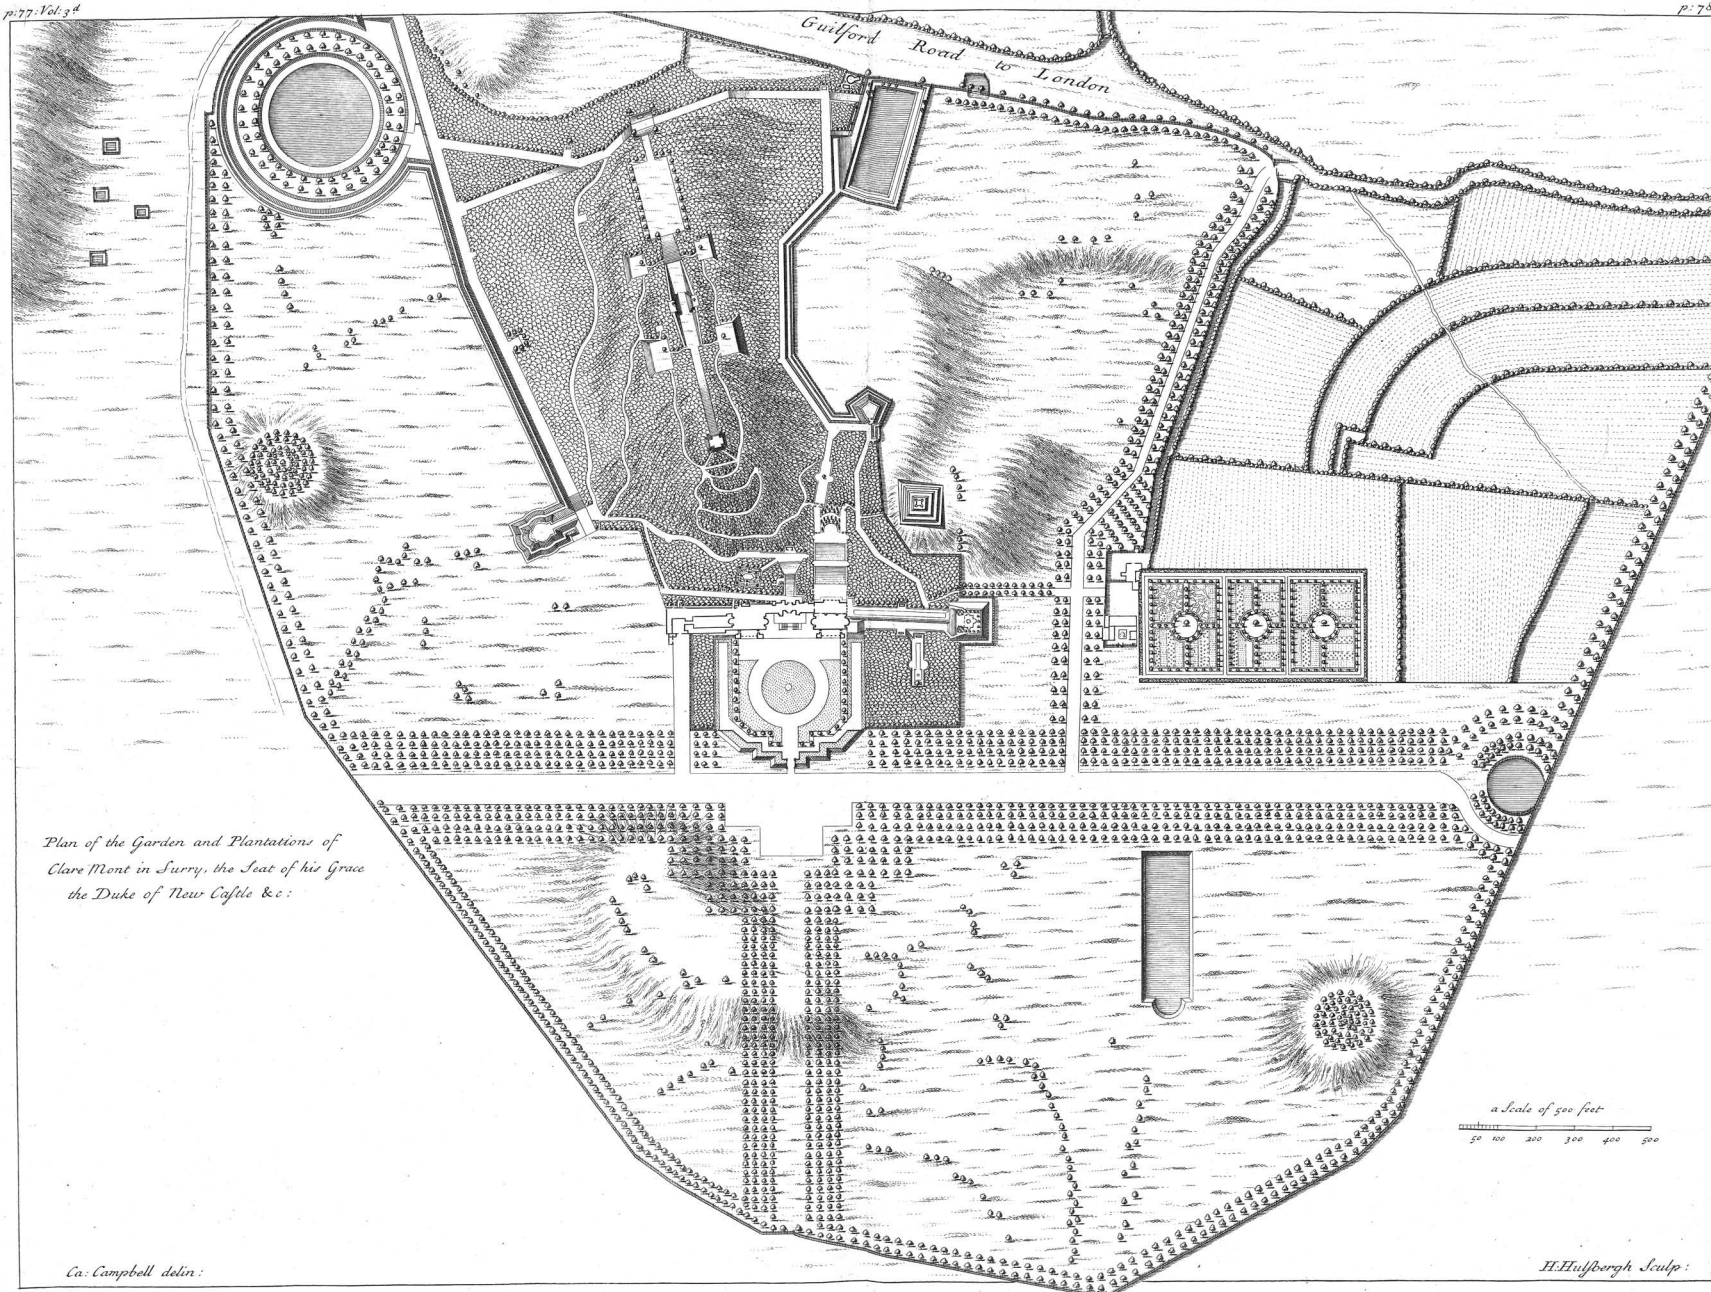 p:77: Vol: 3ᵈ
p: 78
Guilford Road to London
Plan of the Garden and Plantations of
Clare Mont in Surry, the Seat of his Grace
the Duke of New Castle &c:
a Scale of 500 feet
50 100 200 300 400 500
Ca: Campbell delin:
H: Hulsbergh Sculp: